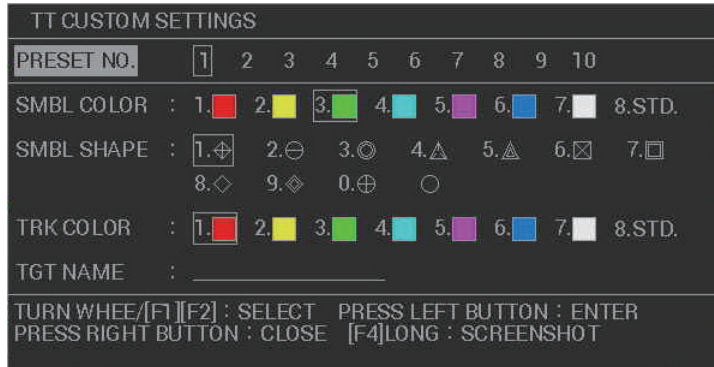 TT CUSTOM SETTINGS
PRESET NO. 1 2 3 4 5 6 7 8 9 10
SMBL COLOR : 1. 2. 3. 4. 5. 6. 7. 8.STD.
SMBL SHAPE : 1. 2. 3. 4. 5. 6. 7.
8. 9. 0.
TRK COLOR : 1. 2. 3. 4. 5. 6. 7. 8.STD.
TGT NAME :
TURN WHEE/[F1][F2] : SELECT PRESS LEFT BUTTON : ENTER
PRESS RIGHT BUTTON : CLOSE [F4]LONG : SCREENSHOT